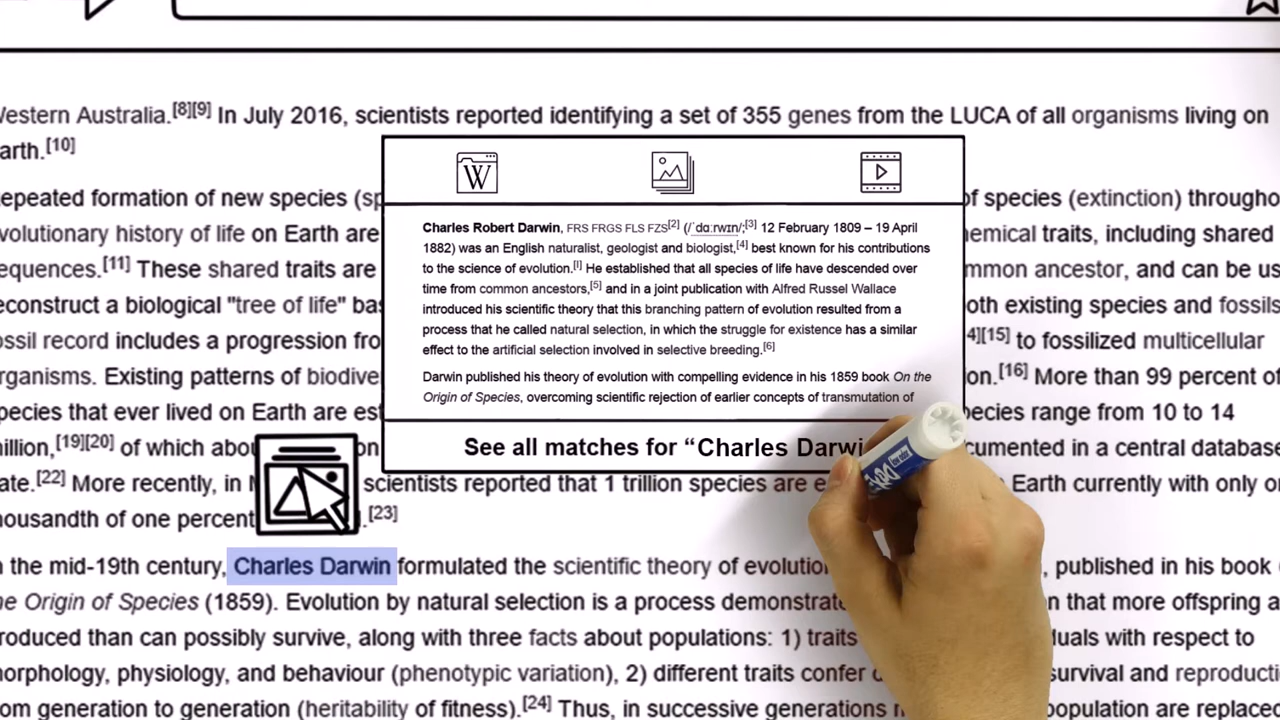 Western Australia.[8][9] In July 2016, scientists reported identifying a set of 355 genes from the LUCA of all organisms living on
Earth.[10]
W
Charles Robert Darwin, FRS FRGS FLS FZS[2] (/ˈdɑːrwɪn/;[3] 12 February 1809 – 19 April
1882) was an English naturalist, geologist and biologist,[4] best known for his contributions
to the science of evolution.[I] He established that all species of life have descended over
time from common ancestors,[5] and in a joint publication with Alfred Russel Wallace
introduced his scientific theory that this branching pattern of evolution resulted from a
process that he called natural selection, in which the struggle for existence has a similar
effect to the artificial selection involved in selective breeding.[6]
Darwin published his theory of evolution with compelling evidence in his 1859 book On the
Origin of Species, overcoming scientific rejection of earlier concepts of transmutation of
See all matches for “Charles Darwi
EXPO
epeated formation of new species (sp of species (extinction) througho
volutionary history of life on Earth are hemical traits, including shared
equences.[11] These shared traits are mmon ancestor, and can be us
econstruct a biological "tree of life" bas oth existing species and fossils
ossil record includes a progression fro 4][15] to fossilized multicellular
rganisms. Existing patterns of biodive on.[16] More than 99 percent of
pecies that ever lived on Earth are est pecies range from 10 to 14
illion,[19][20] of which abou on cumented in a central database
ate.[22] More recently, in scientists reported that 1 trillion species are e Earth currently with only o
housandth of one percent .[23]
n the mid-19th century, Charles Darwin formulated the scientific theory of evolution , published in his book
he Origin of Species (1859). Evolution by natural selection is a process demonstrate n that more offspring a
roduced than can possibly survive, along with three facts about populations: 1) traits duals with respect to
morphology, physiology, and behaviour (phenotypic variation), 2) different traits confer survival and reproducti
om generation to generation (heritability of fitness).[24] Thus, in successive generations population are replaced